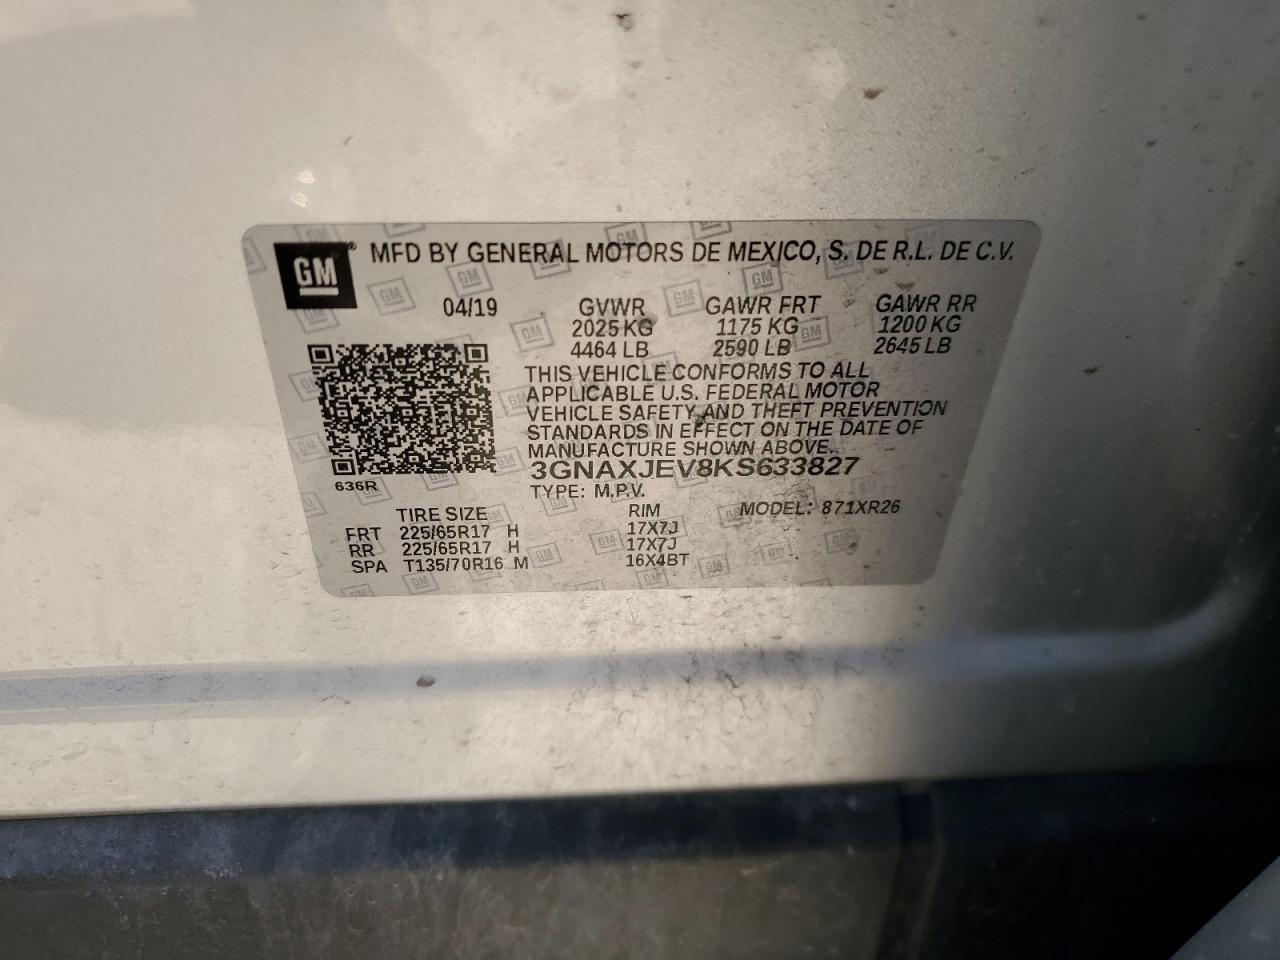 GM® MFD BY GENERAL MOTORS DE MEXICO, S. DE R.L. DE C.V.
04/19 GVWR GAWR FRT GAWR RR
2025 KG 1175 KG 1200 KG
4464 LB 2590 LB 2645 LB
THIS VEHICLE CONFORMS TO ALL
APPLICABLE U.S. FEDERAL MOTOR
VEHICLE SAFETY AND THEFT PREVENTION
STANDARDS IN EFFECT ON THE DATE OF
MANUFACTURE SHOWN ABOVE.
3GNAXJEV8KS633827
636R TYPE: M.P.V.
TIRE SIZE RIM MODEL: 871XR26
FRT 225/65R17 H 17X7J
RR 225/65R17 H 17X7J
SPA T135/70R16 M 16X4BT